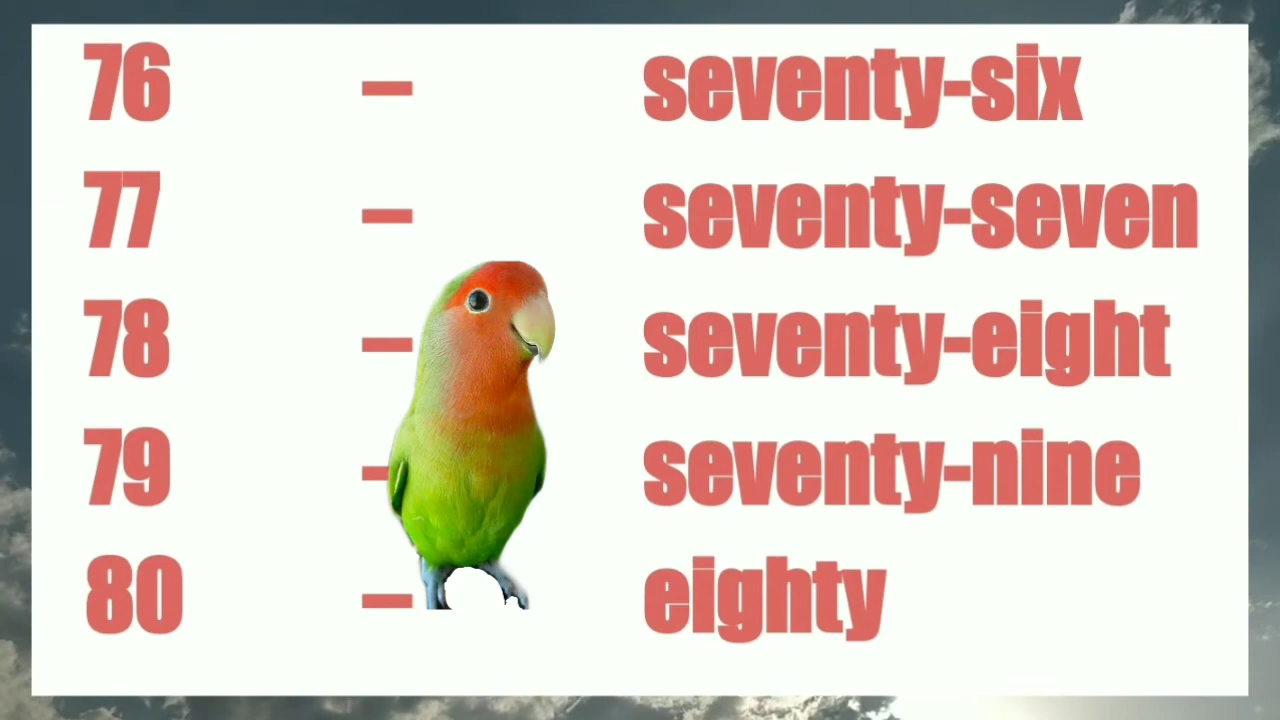 76 – seventy-six
77 – seventy-seven
78 – seventy-eight
79 – seventy-nine
80 – eighty